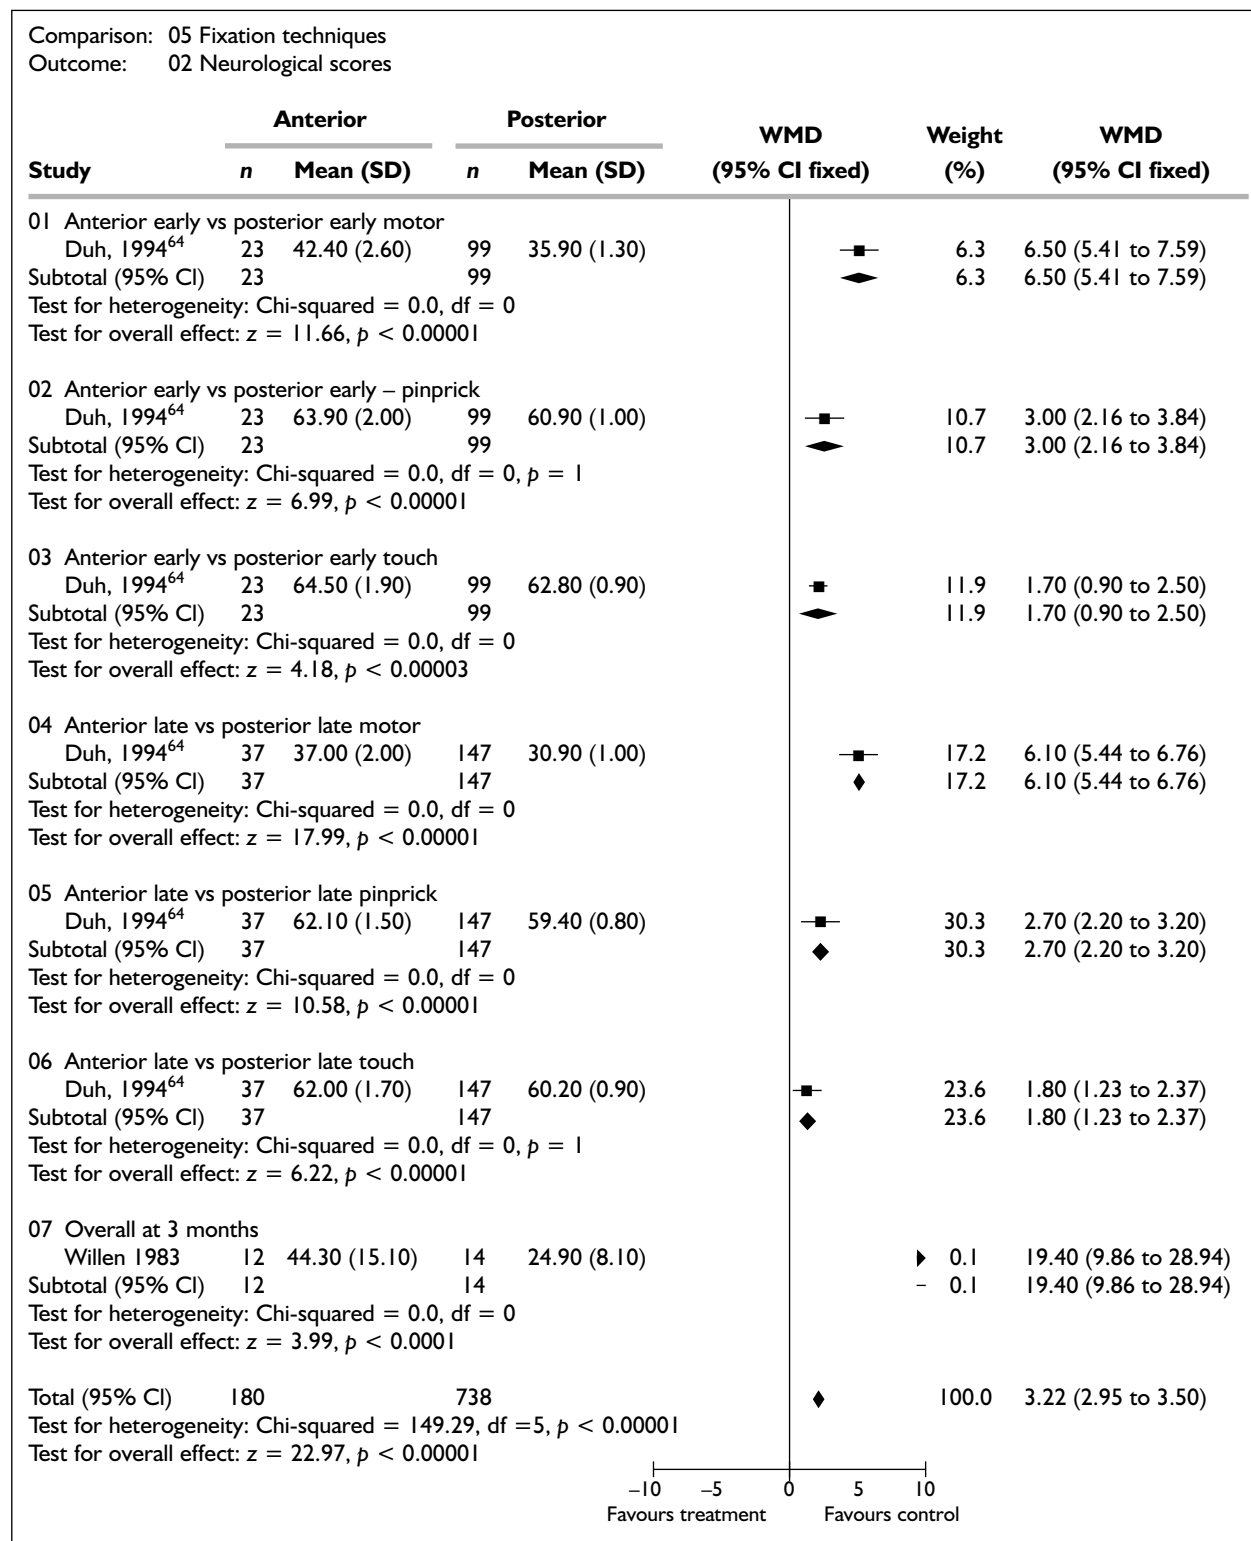 Comparison: 05 Fixation techniques
Outcome: 02 Neurological scores
Anterior Posterior WMD Weight WMD
Study n Mean (SD) n Mean (SD) (95% CI fixed) (%) (95% CI fixed)
01 Anterior early vs posterior early motor
Duh, 1994⁶⁴ 23 42.40 (2.60) 99 35.90 (1.30) 6.3 6.50 (5.41 to 7.59)
Subtotal (95% CI) 23 99 6.3 6.50 (5.41 to 7.59)
Test for heterogeneity: Chi-squared = 0.0, df = 0
Test for overall effect: z = 11.66, p < 0.00001
02 Anterior early vs posterior early – pinprick
Duh, 1994⁶⁴ 23 63.90 (2.00) 99 60.90 (1.00) 10.7 3.00 (2.16 to 3.84)
Subtotal (95% CI) 23 99 10.7 3.00 (2.16 to 3.84)
Test for heterogeneity: Chi-squared = 0.0, df = 0, p = 1
Test for overall effect: z = 6.99, p < 0.00001
03 Anterior early vs posterior early touch
Duh, 1994⁶⁴ 23 64.50 (1.90) 99 62.80 (0.90) 11.9 1.70 (0.90 to 2.50)
Subtotal (95% CI) 23 99 11.9 1.70 (0.90 to 2.50)
Test for heterogeneity: Chi-squared = 0.0, df = 0
Test for overall effect: z = 4.18, p < 0.00003
04 Anterior late vs posterior late motor
Duh, 1994⁶⁴ 37 37.00 (2.00) 147 30.90 (1.00) 17.2 6.10 (5.44 to 6.76)
Subtotal (95% CI) 37 147 17.2 6.10 (5.44 to 6.76)
Test for heterogeneity: Chi-squared = 0.0, df = 0
Test for overall effect: z = 17.99, p < 0.00001
05 Anterior late vs posterior late pinprick
Duh, 1994⁶⁴ 37 62.10 (1.50) 147 59.40 (0.80) 30.3 2.70 (2.20 to 3.20)
Subtotal (95% CI) 37 147 30.3 2.70 (2.20 to 3.20)
Test for heterogeneity: Chi-squared = 0.0, df = 0
Test for overall effect: z = 10.58, p < 0.00001
06 Anterior late vs posterior late touch
Duh, 1994⁶⁴ 37 62.00 (1.70) 147 60.20 (0.90) 23.6 1.80 (1.23 to 2.37)
Subtotal (95% CI) 37 147 23.6 1.80 (1.23 to 2.37)
Test for heterogeneity: Chi-squared = 0.0, df = 0, p = 1
Test for overall effect: z = 6.22, p < 0.00001
07 Overall at 3 months
Willen 1983 12 44.30 (15.10) 14 24.90 (8.10) 0.1 19.40 (9.86 to 28.94)
Subtotal (95% CI) 12 14 0.1 19.40 (9.86 to 28.94)
Test for heterogeneity: Chi-squared = 0.0, df = 0
Test for overall effect: z = 3.99, p < 0.0001
Total (95% CI) 180 738 100.0 3.22 (2.95 to 3.50)
Test for heterogeneity: Chi-squared = 149.29, df =5, p < 0.00001
Test for overall effect: z = 22.97, p < 0.00001
–10 –5 0 5 10
Favours treatment Favours control